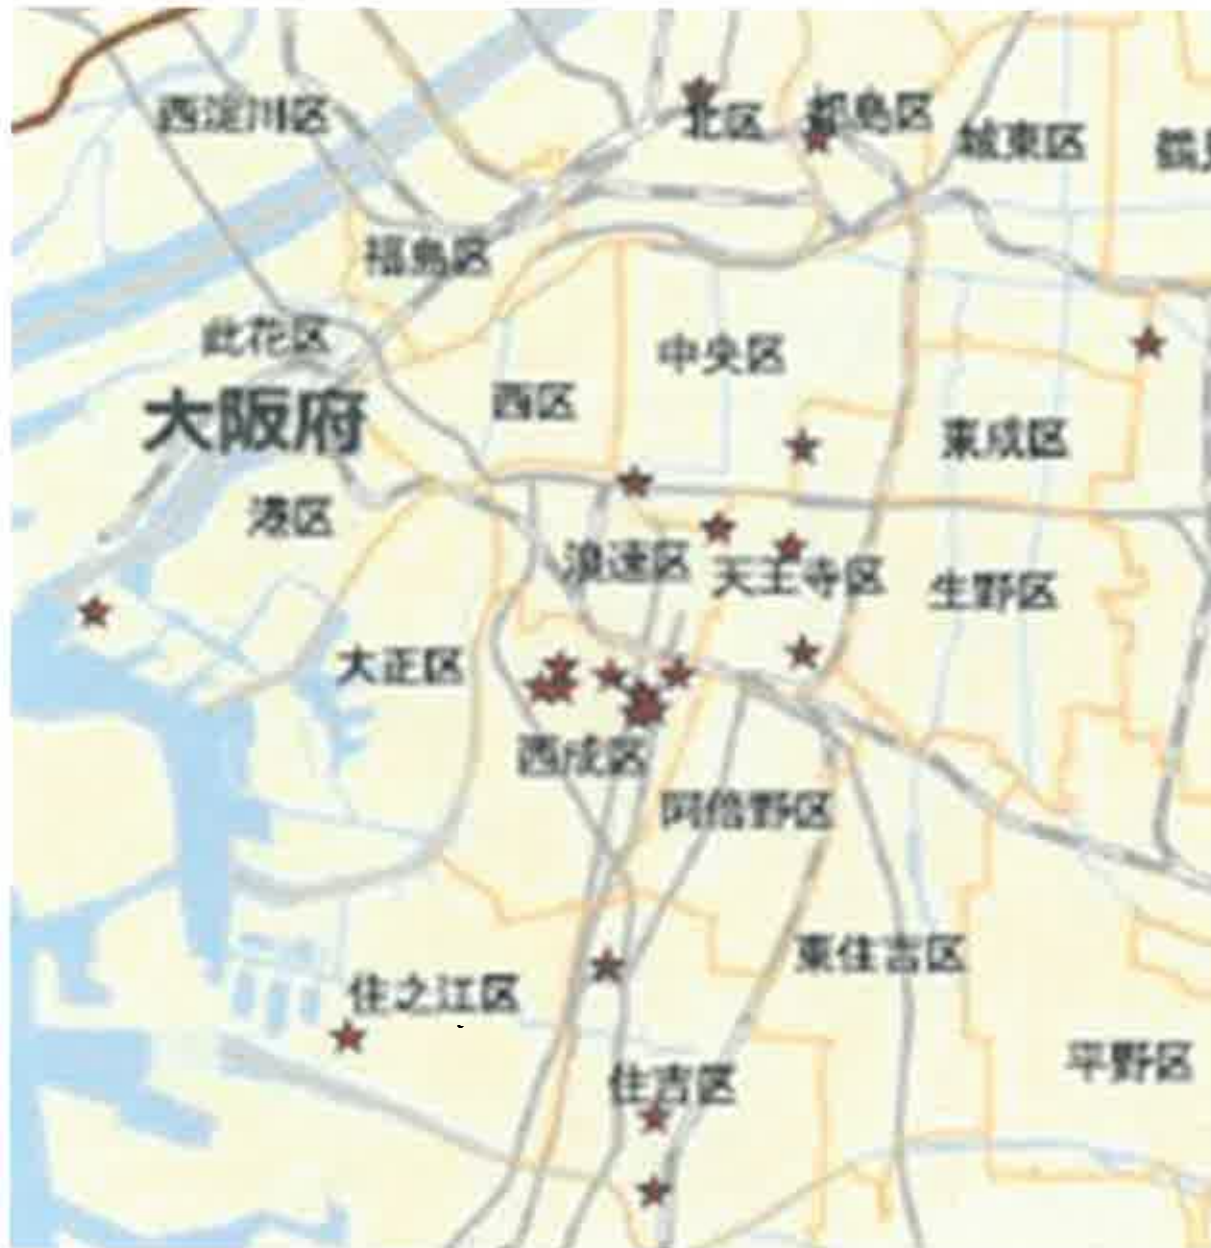 西淀川区
北区
都島区
城東区
鶴見
福島区
此花区
中央区
大阪府
西区
東成区
港区
浪速区
天王寺区
生野区
大正区
西成区
阿倍野区
東住吉区
住之江区
平野区
住吉区